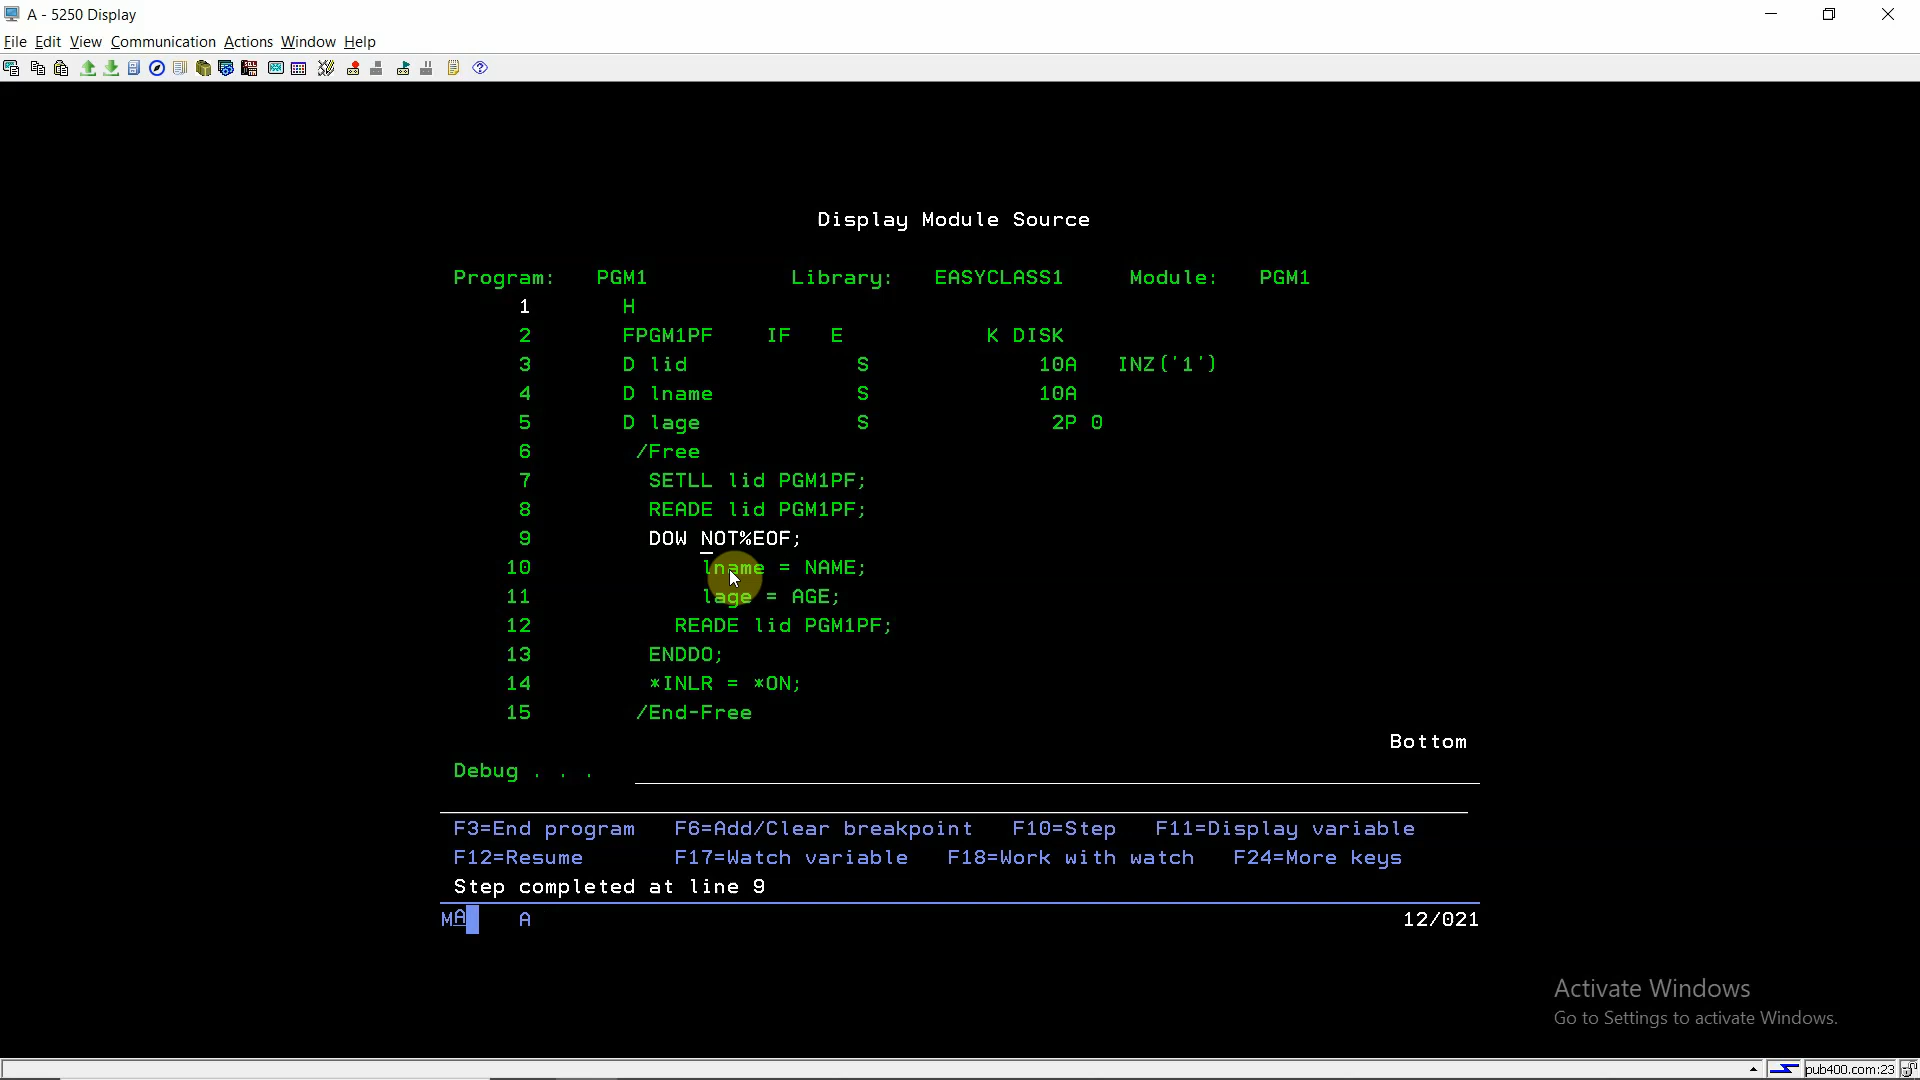 A - 5250 Display
File Edit View Communication Actions Window Help
Display Module Source
Program: PGM1 Library: EASYCLASS1 Module: PGM1
1 H
2 FPGM1PF IF E K DISK
3 D lid S 10A INZ('1')
4 D lname S 10A
5 D lage S 2P 0
6 /Free
7 SETLL lid PGM1PF;
8 READE lid PGM1PF;
9 DOW NOT%EOF;
10 lname = NAME;
11 lage = AGE;
12 READE lid PGM1PF;
13 ENDDO;
14 *INLR = *ON;
15 /End-Free
Bottom
Debug . . .
F3=End program F6=Add/Clear breakpoint F10=Step F11=Display variable
F12=Resume F17=Watch variable F18=Work with watch F24=More keys
Step completed at line 9
MA A 12/021
Activate Windows
Go to Settings to activate Windows.
pub400.com:23